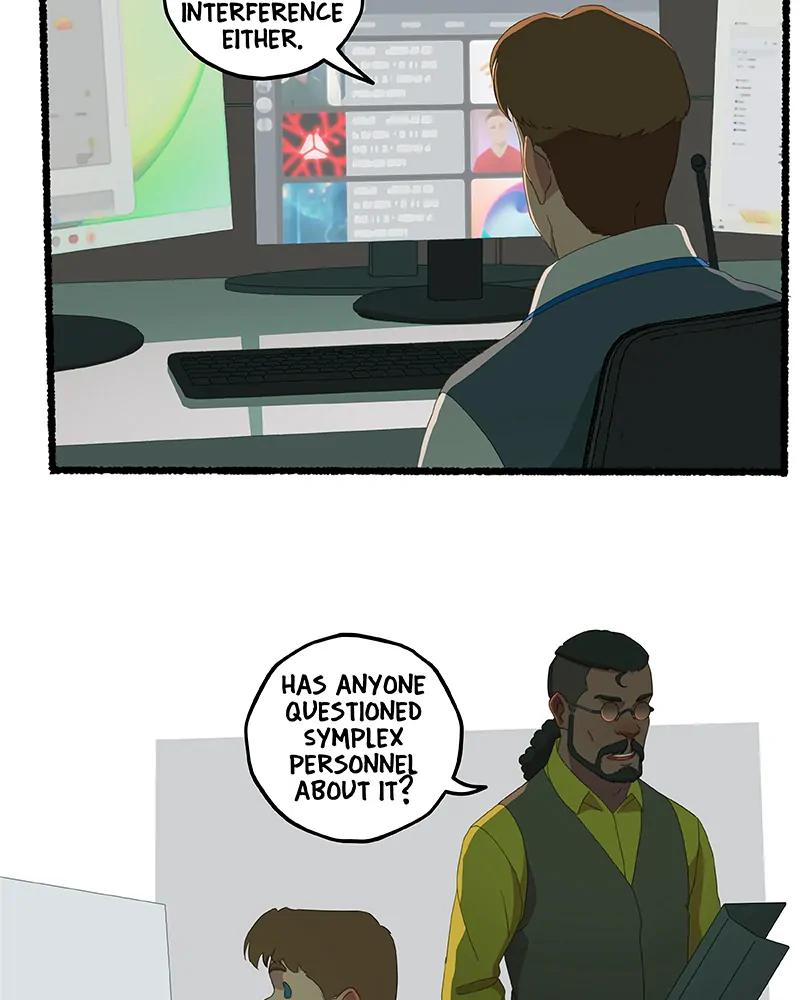 INTERFERENCE
EITHER.
HAS ANYONE
QUESTIONED
SYMPLEX
PERSONNEL
ABOUT IT?